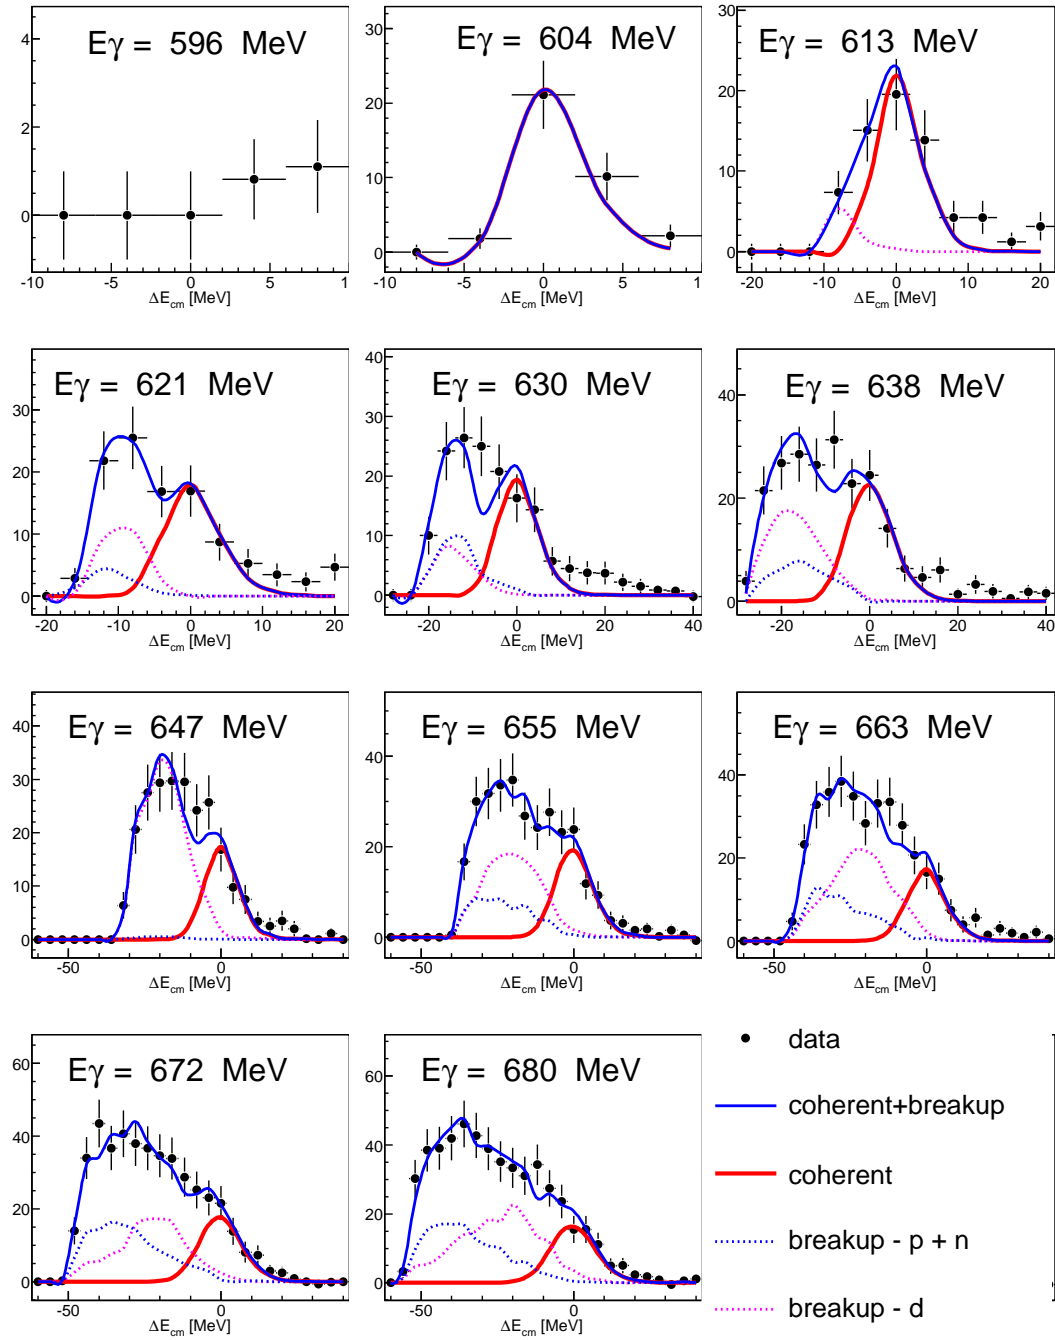 Eγ = 596 MeV
4
2
0
-10 -5 0 5 1
ΔEcm [MeV]
Eγ = 604 MeV
30
20
10
0
-10 -5 0 5 1
ΔEcm [MeV]
Eγ = 613 MeV
30
20
10
0
-20 -10 0 10 20
ΔEcm [MeV]
Eγ = 621 MeV
30
20
10
0
-20 -10 0 10 20
ΔEcm [MeV]
Eγ = 630 MeV
40
30
20
10
0
-20 0 20 40
ΔEcm [MeV]
Eγ = 638 MeV
40
20
0
-20 0 20 40
ΔEcm [MeV]
Eγ = 647 MeV
40
30
20
10
0
-50 0
ΔEcm [MeV]
Eγ = 655 MeV
40
20
0
-50 0
ΔEcm [MeV]
Eγ = 663 MeV
40
20
0
-50 0
ΔEcm [MeV]
Eγ = 672 MeV
60
40
20
0
-50 0
ΔEcm [MeV]
Eγ = 680 MeV
60
40
20
0
-50 0
ΔEcm [MeV]
data
coherent+breakup
coherent
breakup - p + n
breakup - d